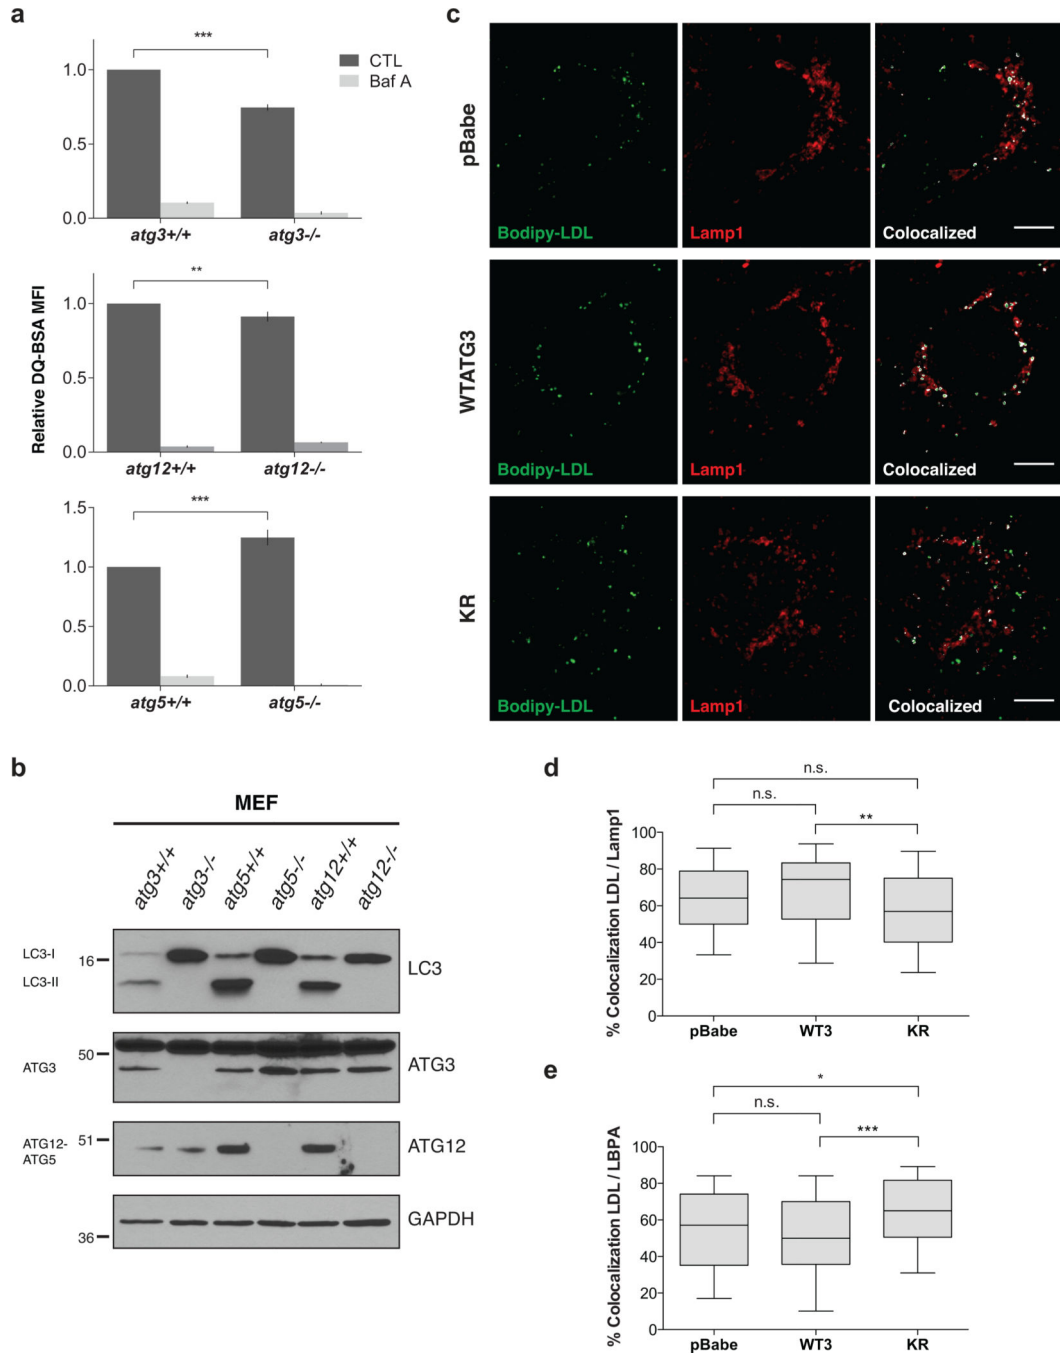 a
***
CTL
Baf A
1.0
0.5
0.0
atg3+/+
atg3-/-
**
1.0
0.5
0.0
atg12+/+
atg12-/-
***
1.5
1.0
0.5
0.0
atg5+/+
atg5-/-
Relative DQ-BSA MFI
b
MEF
atg3+/+
atg3-/-
atg5+/+
atg5-/-
atg12+/+
atg12-/-
LC3-I
16
LC3-II
LC3
50
ATG3
ATG3
51
ATG12-
ATG5
ATG12
36
GAPDH
c
pBabe
Bodipy-LDL
Lamp1
Colocalized
WTATG3
Bodipy-LDL
Lamp1
Colocalized
KR
Bodipy-LDL
Lamp1
Colocalized
d
n.s.
n.s.
**
% Colocalization LDL / Lamp1
100
80
60
40
20
0
pBabe
WT3
KR
e
*
n.s.
***
% Colocalization LDL / LBPA
100
80
60
40
20
0
pBabe
WT3
KR